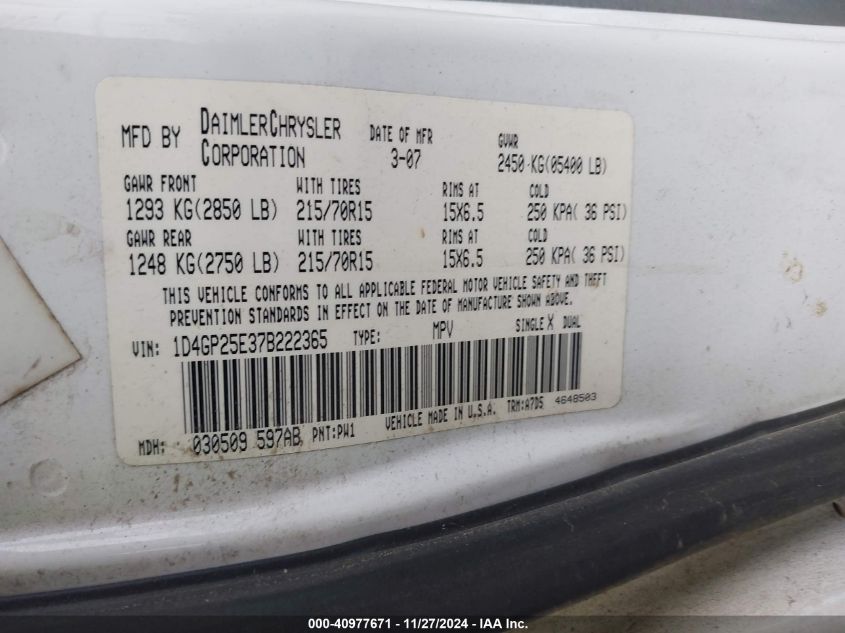 MFD BY DAIMLERCHRYSLER CORPORATION DATE OF MFR 3-07 GVWR 2450 KG(05400 LB)
GAWR FRONT WITH TIRES RIMS AT COLD
1293 KG(2850 LB) 215/70R15 15X6.5 250 KPA( 36 PSI)
GAWR REAR WITH TIRES RIMS AT COLD
1248 KG(2750 LB) 215/70R15 15X6.5 250 KPA( 36 PSI)
THIS VEHICLE CONFORMS TO ALL APPLICABLE FEDERAL MOTOR VEHICLE SAFETY AND THEFT
PREVENTION STANDARDS IN EFFECT ON THE DATE OF MANUFACTURE SHOWN ABOVE.
VIN: 1D4GP25E37B222365 TYPE: MPV SINGLE X DUAL
MDH: 030509 597AB PNT:PW1 VEHICLE MADE IN U.S.A. TRM:A7D5 4648503
000-40977671 - 11/27/2024 - IAA Inc.